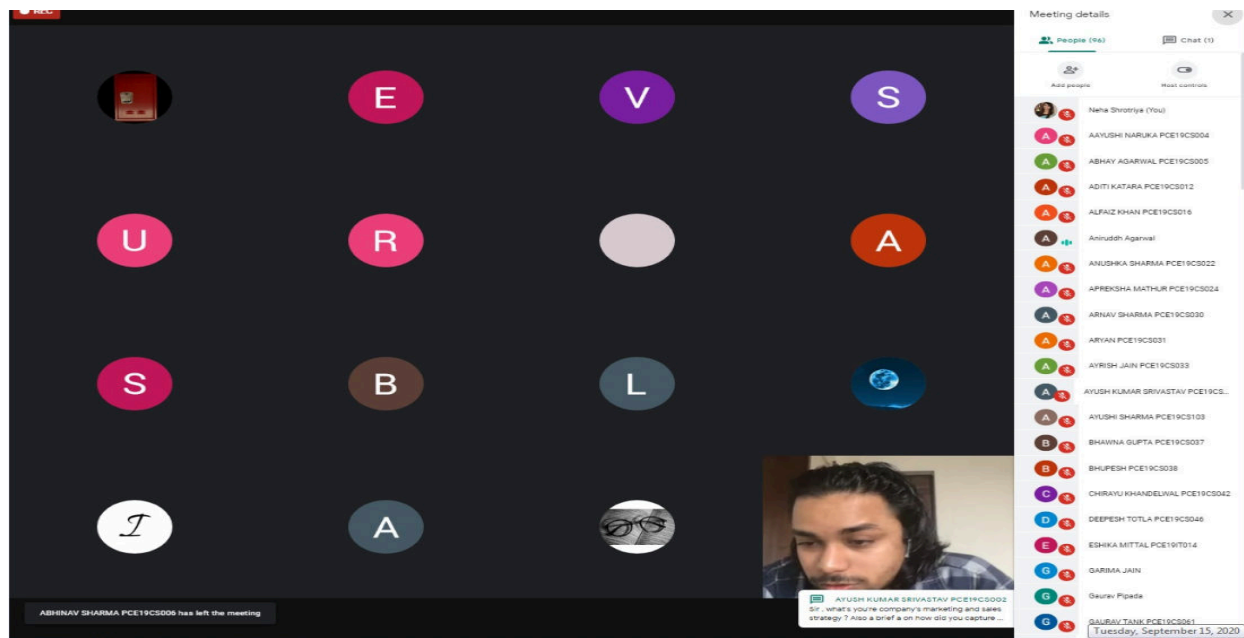 REC
E
V
S
U
R
A
S
B
L
I
A
ABHINAV SHARMA PCE19CS006 has left the meeting
AYUSH KUMAR SRIVASTAV PCE19CS002
Sir , what's you're company's marketing and sales
strategy ? Also a brief a on how did you capture ...
Meeting details
People (96)
Chat (1)
Add people
Host controls
Neha Shrotriya (You)
A AAYUSHI NARUKA PCE19CS004
A ABHAY AGARWAL PCE19CS005
A ADITI KATARA PCE19CS012
A ALFAIZ KHAN PCE19CS016
A Aniruddh Agarwal
A ANUSHKA SHARMA PCE19CS022
A APREKSHA MATHUR PCE19CS024
A ARNAV SHARMA PCE19CS030
A ARYAN PCE19CS031
A AYRISH JAIN PCE19CS033
A AYUSH KUMAR SRIVASTAV PCE19CS...
A AYUSHI SHARMA PCE19CS103
B BHAWNA GUPTA PCE19CS037
B BHUPESH PCE19CS038
C CHIRAYU KHANDELWAL PCE19CS042
D DEEPESH TOTLA PCE19CS046
E ESHIKA MITTAL PCE19IT014
G GARIMA JAIN
G Gaurav Pipada
G GAURAV TANK PCE19CS061
Tuesday, September 15, 2020